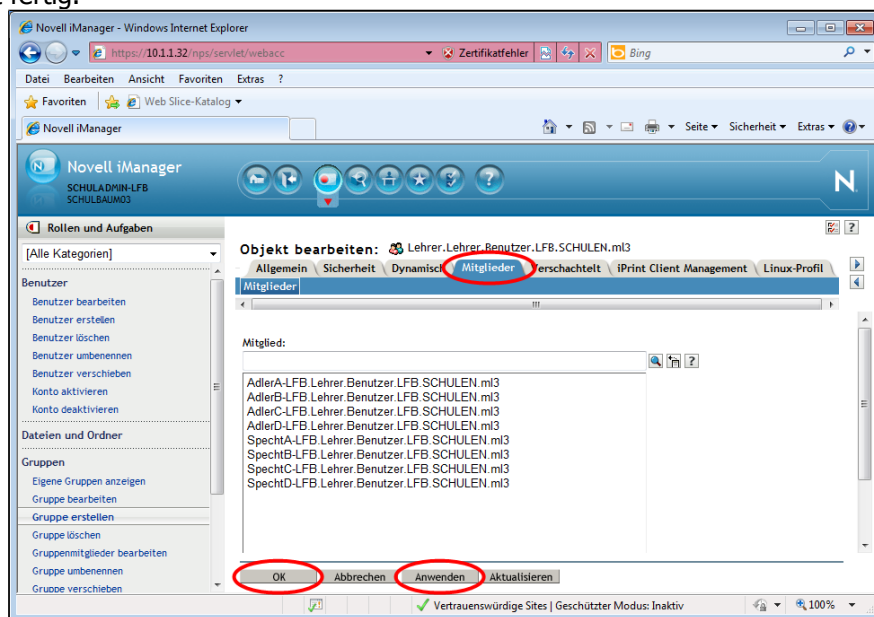 fertig.
Novell iManager - Windows Internet Explorer
https://10.1.1.32/nps/servlet/webacc
Zertifikatfehler
Bing
Datei Bearbeiten Ansicht Favoriten Extras ?
Favoriten Web Slice-Katalog
Novell iManager
Seite Sicherheit Extras
Novell iManager
SCHULADMIN-LFB
SCHULBAUM03
N
Rollen und Aufgaben
[Alle Kategorien]
Benutzer
Benutzer bearbeiten
Benutzer erstellen
Benutzer löschen
Benutzer umbenennen
Benutzer verschieben
Konto aktivieren
Konto deaktivieren
Dateien und Ordner
Gruppen
Eigene Gruppen anzeigen
Gruppe bearbeiten
Gruppe erstellen
Gruppe löschen
Gruppenmitglieder bearbeiten
Gruppe umbenennen
Gruppe verschieben
Objekt bearbeiten: Lehrer.Lehrer.Benutzer.LFB.SCHULEN.ml3
Allgemein Sicherheit Dynamisch Mitglieder Verschachtelt iPrint Client Management Linux-Profil
Mitglieder
Mitglied:
AdlerA-LFB.Lehrer.Benutzer.LFB.SCHULEN.ml3
AdlerB-LFB.Lehrer.Benutzer.LFB.SCHULEN.ml3
AdlerC-LFB.Lehrer.Benutzer.LFB.SCHULEN.ml3
AdlerD-LFB.Lehrer.Benutzer.LFB.SCHULEN.ml3
SpechtA-LFB.Lehrer.Benutzer.LFB.SCHULEN.ml3
SpechtB-LFB.Lehrer.Benutzer.LFB.SCHULEN.ml3
SpechtC-LFB.Lehrer.Benutzer.LFB.SCHULEN.ml3
SpechtD-LFB.Lehrer.Benutzer.LFB.SCHULEN.ml3
OK Abbrechen Anwenden Aktualisieren
Vertrauenswürdige Sites | Geschützter Modus: Inaktiv
100%